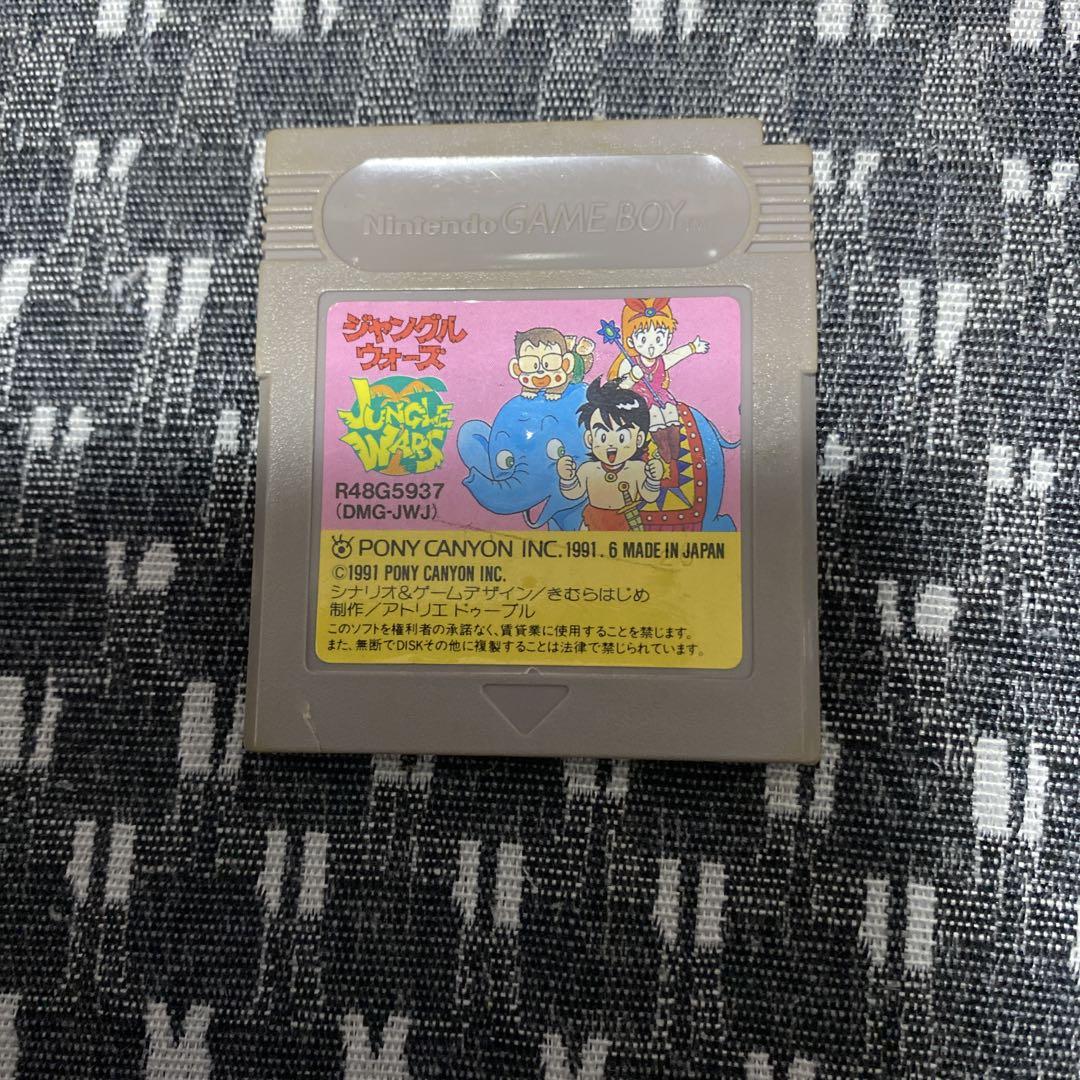 Nintendo GAME BOY TM
ジャングル
ウォーズ
JUNGLE
WARS
R48G5937
(DMG-JWJ)
PONY CANYON INC. 1991.6 MADE IN JAPAN
©1991 PONY CANYON INC.
シナリオ&ゲームデザイン/きむらはじめ
制作/アトリエ ドゥーブル
このソフトを権利者の承諾なく、賃貸業に使用することを禁じます。
また、無断でDISKその他に複製することは法律で禁じられています。